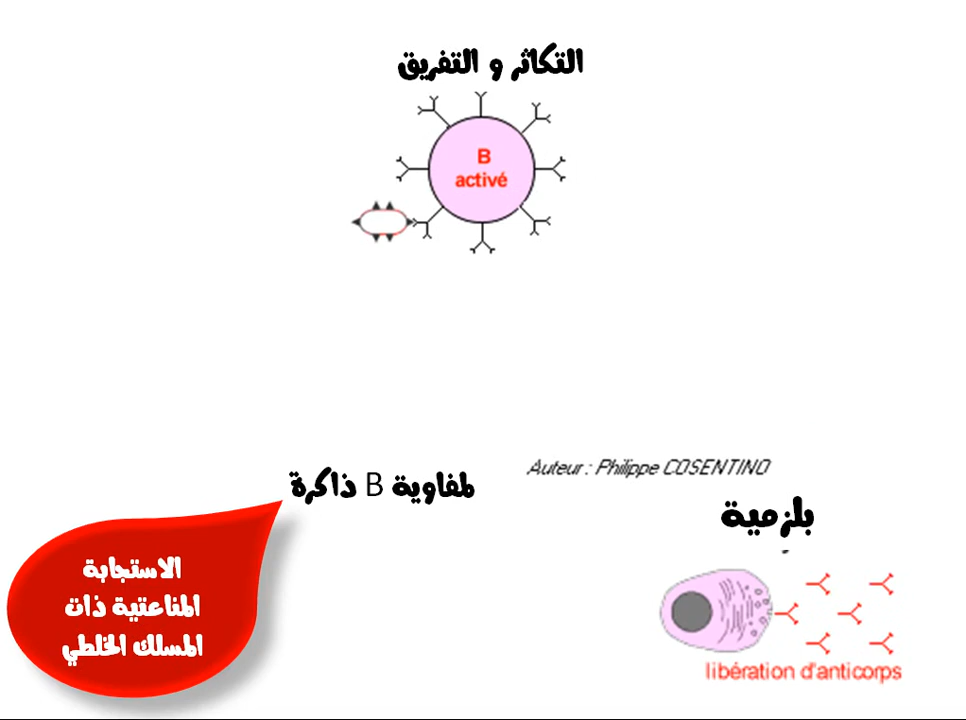 التكاثر و التفريق
B
activé
Auteur : Philippe COSENTINO
لمفاوية B ذاكرة
بلزمية
الاستجابة
المناعتية ذات
المسلك الخلطي
libération d'anticorps